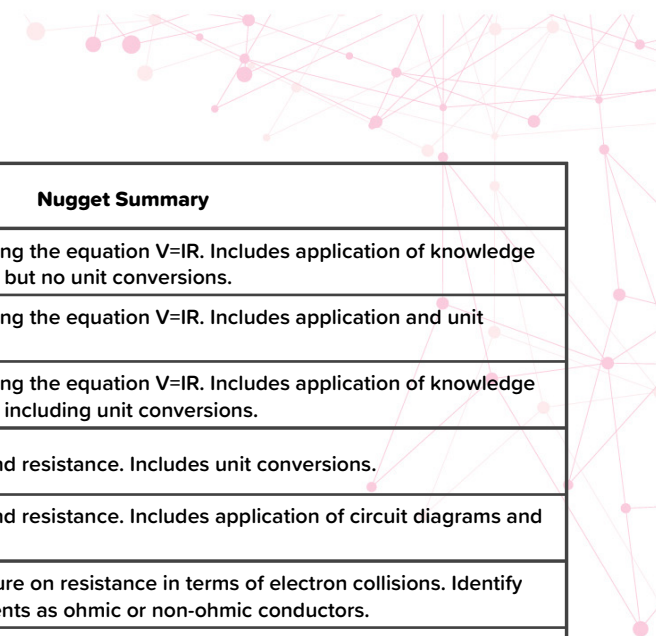 Nugget Summary
ng the equation V=IR. Includes application of knowledge
but no unit conversions.
ng the equation V=IR. Includes application and unit
ng the equation V=IR. Includes application of knowledge
including unit conversions.
nd resistance. Includes unit conversions.
nd resistance. Includes application of circuit diagrams and
ure on resistance in terms of electron collisions. Identify
ents as ohmic or non-ohmic conductors.